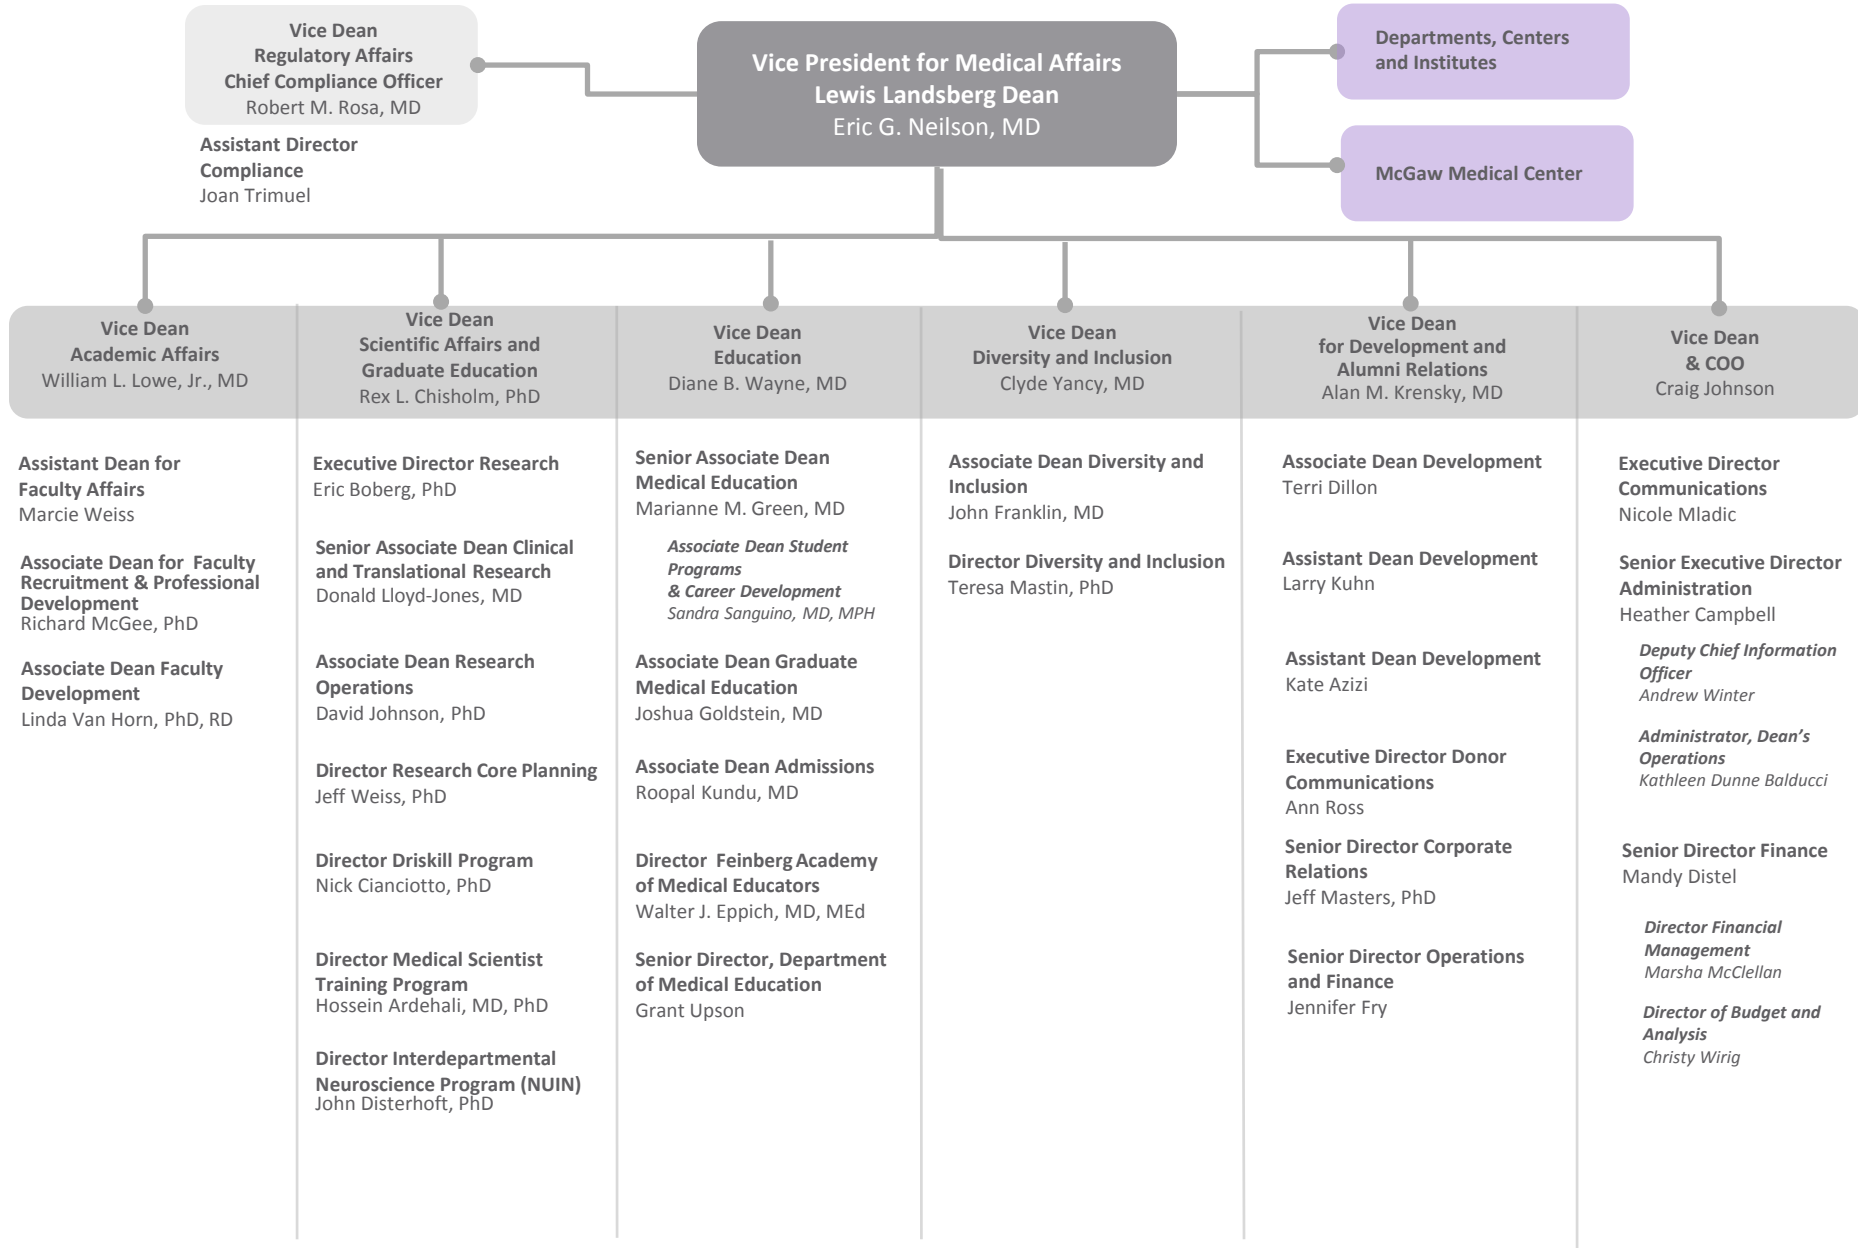 Vice Dean
Regulatory Affairs
Chief Compliance Officer
Robert M. Rosa, MD
Assistant Director
Compliance
Joan Trimuel
Vice President for Medical Affairs
Lewis Landsberg Dean
Eric G. Neilson, MD
Departments, Centers
and Institutes
McGaw Medical Center
Vice Dean
Academic Affairs
William L. Lowe, Jr., MD
Assistant Dean for
Faculty Affairs
Marcie Weiss
Associate Dean for Faculty
Recruitment & Professional
Development
Richard McGee, PhD
Associate Dean Faculty
Development
Linda Van Horn, PhD, RD
Vice Dean
Scientific Affairs and
Graduate Education
Rex L. Chisholm, PhD
Executive Director Research
Eric Boberg, PhD
Senior Associate Dean Clinical
and Translational Research
Donald Lloyd-Jones, MD
Associate Dean Research
Operations
David Johnson, PhD
Director Research Core Planning
Jeff Weiss, PhD
Director Driskill Program
Nick Cianciotto, PhD
Director Medical Scientist
Training Program
Hossein Ardehali, MD, PhD
Director Interdepartmental
Neuroscience Program (NUIN)
John Disterhoft, PhD
Vice Dean
Education
Diane B. Wayne, MD
Senior Associate Dean
Medical Education
Marianne M. Green, MD
Associate Dean Student
Programs
& Career Development
Sandra Sanguino, MD, MPH
Associate Dean Graduate
Medical Education
Joshua Goldstein, MD
Associate Dean Admissions
Roopal Kundu, MD
Director Feinberg Academy
of Medical Educators
Walter J. Eppich, MD, MEd
Senior Director, Department
of Medical Education
Grant Upson
Vice Dean
Diversity and Inclusion
Clyde Yancy, MD
Associate Dean Diversity and
Inclusion
John Franklin, MD
Director Diversity and Inclusion
Teresa Mastin, PhD
Vice Dean
for Development and
Alumni Relations
Alan M. Krensky, MD
Associate Dean Development
Terri Dillon
Assistant Dean Development
Larry Kuhn
Assistant Dean Development
Kate Azizi
Executive Director Donor
Communications
Ann Ross
Senior Director Corporate
Relations
Jeff Masters, PhD
Senior Director Operations
and Finance
Jennifer Fry
Vice Dean
& COO
Craig Johnson
Executive Director
Communications
Nicole Mladic
Senior Executive Director
Administration
Heather Campbell
Deputy Chief Information
Officer
Andrew Winter
Administrator, Dean’s
Operations
Kathleen Dunne Balducci
Senior Director Finance
Mandy Distel
Director Financial
Management
Marsha McClellan
Director of Budget and
Analysis
Christy Wirig